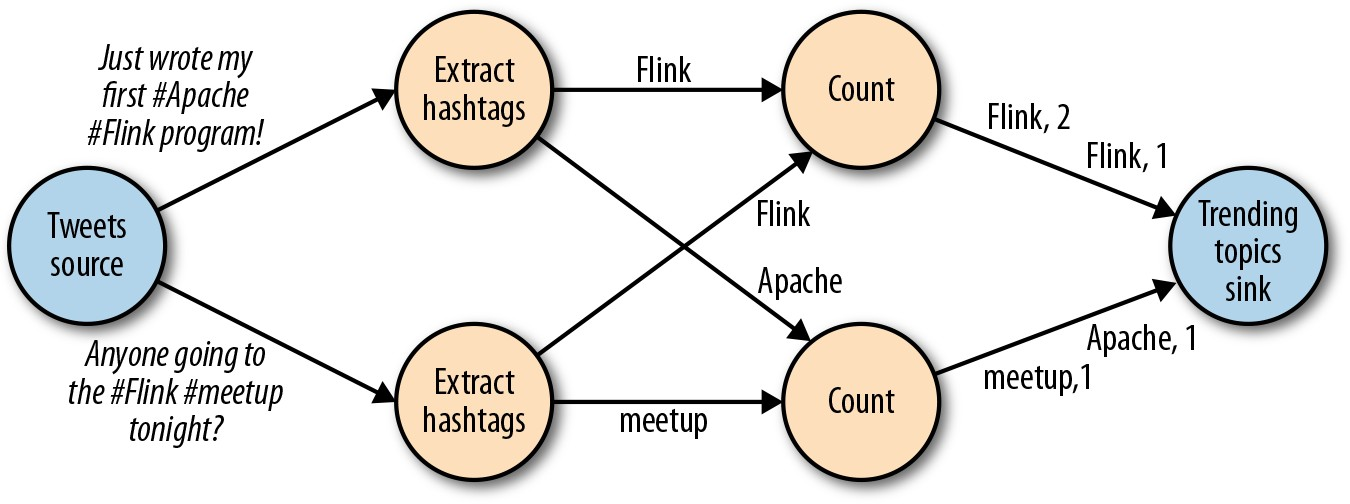 Just wrote my
first #Apache
#Flink program!
Tweets
source
Anyone going to
the #Flink #meetup
tonight?
Extract
hashtags
Extract
hashtags
Flink
Flink
Apache
meetup
Count
Count
Flink, 2
Flink, 1
Apache, 1
meetup,1
Trending
topics
sink